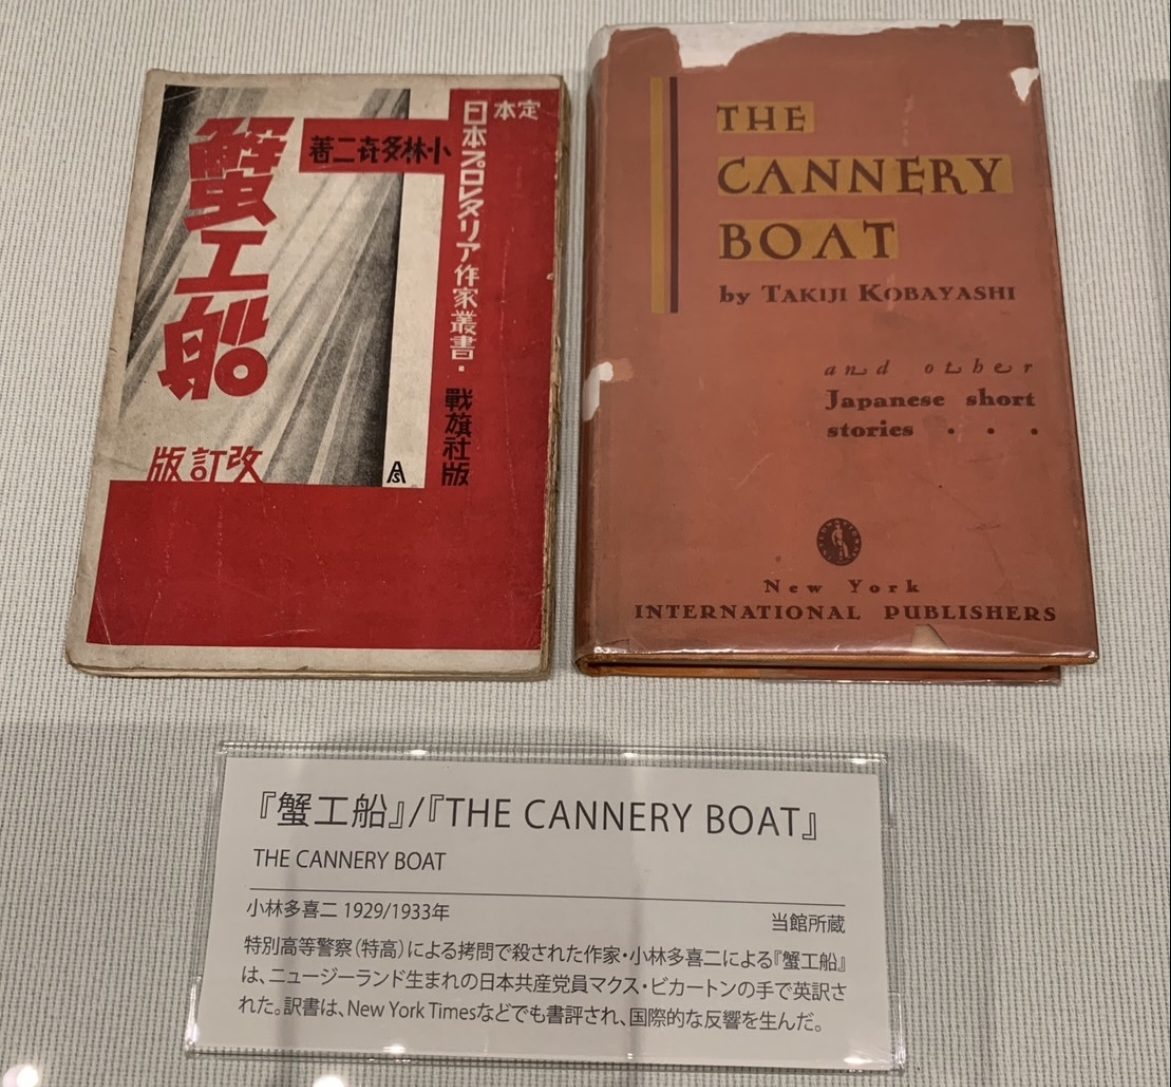 定本
日本プロレタリア作家叢書・
戰旗社版
小林多㐂二著
蟹工船
改訂版
THE
CANNERY
BOAT
by TAKIJI KOBAYASHI
and other
Japanese short
stories . . .
New York
INTERNATIONAL PUBLISHERS
『蟹工船』/『THE CANNERY BOAT』
THE CANNERY BOAT
小林多喜二 1929/1933年
当館所蔵
特別高等警察(特高)による拷問で殺された作家・小林多喜二による『蟹工船』
は、ニュージーランド生まれの日本共産党員マクス・ビカートンの手で英訳さ
れた。訳書は、New York Timesなどでも書評され、国際的な反響を生んだ。